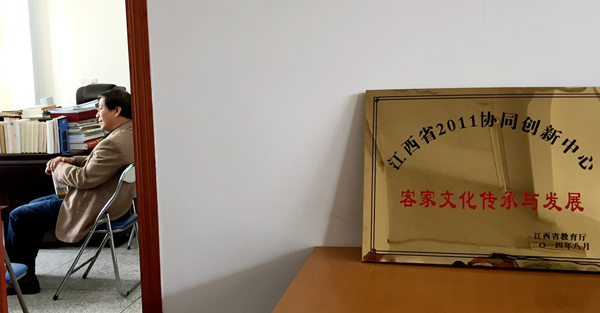 江西省2011协同创新中心
客家文化传承与发展
江西省教育厅
二〇一四年八月